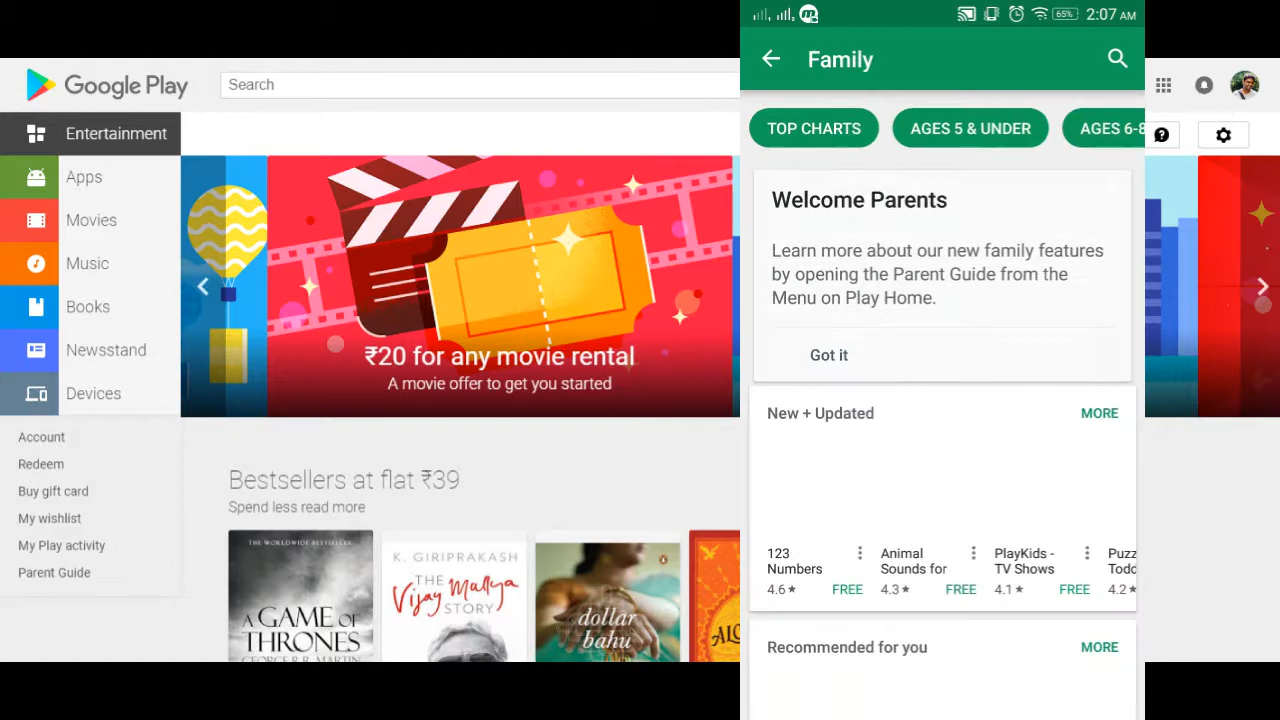 Google Play
Search
Entertainment
Apps
Movies
Music
Books
Newsstand
Devices
Account
Redeem
Buy gift card
My wishlist
My Play activity
Parent Guide
₹20 for any movie rental
A movie offer to get you started
Bestsellers at flat ₹39
Spend less read more
THE WORLDWIDE BESTSELLER
A GAME OF
THRONES
GEORGE R.R. MARTIN
K. GIRIPRAKASH
THE
Vijay Mallya
STORY
dollar
bahu
65% 2:07 AM
Family
TOP CHARTS AGES 5 & UNDER AGES 6-8
Welcome Parents
Learn more about our new family features
by opening the Parent Guide from the
Menu on Play Home.
Got it
New + Updated MORE
123 Animal PlayKids - Puzz
Numbers Sounds for TV Shows Todd
4.6★ FREE 4.3★ FREE 4.1★ FREE 4.2★
Recommended for you MORE